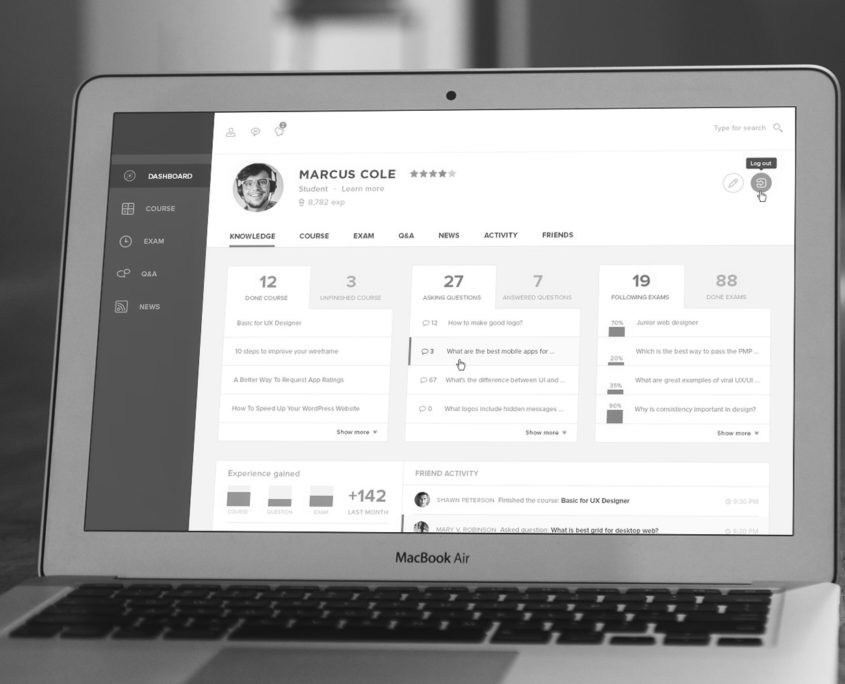 2
Type for search
Log out
MARCUS COLE
Student · Learn more
8,782 exp
DASHBOARD
COURSE
EXAM
Q&A
NEWS
KNOWLEDGE COURSE EXAM Q&A NEWS ACTIVITY FRIENDS
12 DONE COURSE
3 UNFINISHED COURSE
Basic for UX Designer
10 steps to improve your wireframe
A Better Way To Request App Ratings
How To Speed Up Your WordPress Website
Show more
27 ASKING QUESTIONS
7 ANSWERED QUESTIONS
12 How to make good logo?
3 What are the best mobile apps for ...
67 What's the difference between UI and ...
0 What logos include hidden messages ...
Show more
19 FOLLOWING EXAMS
88 DONE EXAMS
70% Junior web designer
20% Which is the best way to pass the PMP ...
35% What are great examples of viral UX/UI ...
90% Why is consistency important in design?
Show more
Experience gained
COURSE QUESTION EXAM
+142
LAST MONTH
FRIEND ACTIVITY
SHAWN PETERSON Finished the course: Basic for UX Designer 9:30 PM
MARY V. ROBINSON Asked question: What is best grid for desktop web? 9:20 PM
MacBook Air